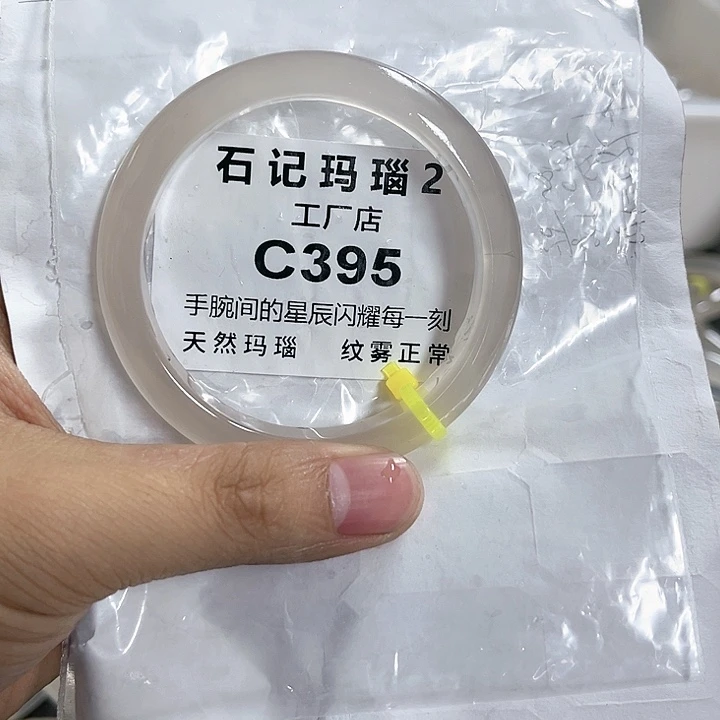 石记玛瑙2
工厂店
C395
手腕间的星辰闪耀每一刻
天然玛瑙 纹雾正常